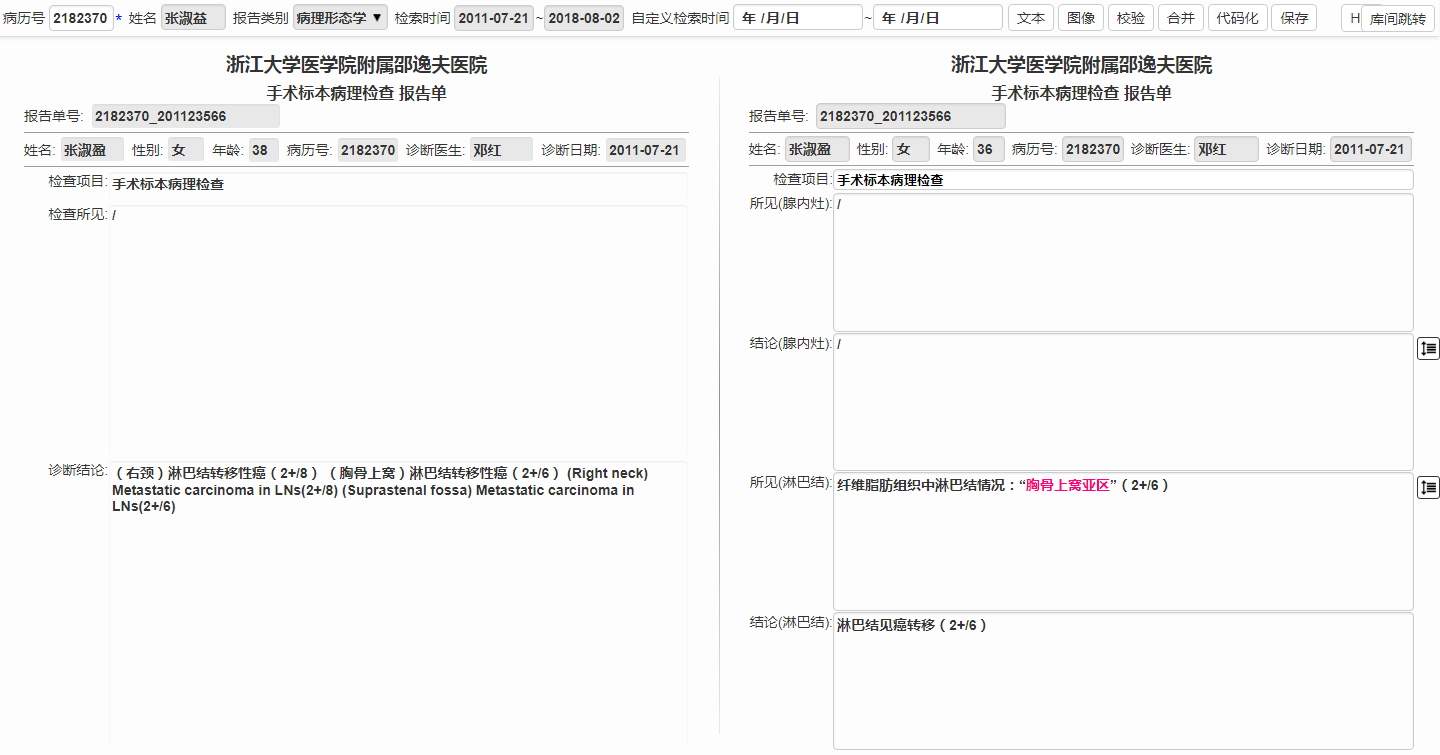 病历号 2182370 * 姓名 张淑益 报告类别 病理形态学 ▼ 检索时间 2011-07-21 ~ 2018-08-02 自定义检索时间 年 /月/日 ~ 年 /月/日 文本 图像 校验 合并 代码化 保存 H 库间跳转
浙江大学医学院附属邵逸夫医院
手术标本病理检查 报告单
报告单号: 2182370_201123566
姓名: 张淑盈 性别: 女 年龄: 38 病历号: 2182370 诊断医生: 邓红 诊断日期: 2011-07-21
检查项目: 手术标本病理检查
检查所见: /
诊断结论: （右颈）淋巴结转移性癌（2+/8） （胸骨上窝）淋巴结转移性癌（2+/6） (Right neck)
Metastatic carcinoma in LNs(2+/8) (Suprastenal fossa) Metastatic carcinoma in
LNs(2+/6)
浙江大学医学院附属邵逸夫医院
手术标本病理检查 报告单
报告单号: 2182370_201123566
姓名: 张淑盈 性别: 女 年龄: 36 病历号: 2182370 诊断医生: 邓红 诊断日期: 2011-07-21
检查项目: 手术标本病理检查
所见(腺内灶): /
结论(腺内灶): /
所见(淋巴结): 纤维脂肪组织中淋巴结情况：“胸骨上窝亚区”（2+/6）
结论(淋巴结): 淋巴结见癌转移（2+/6）